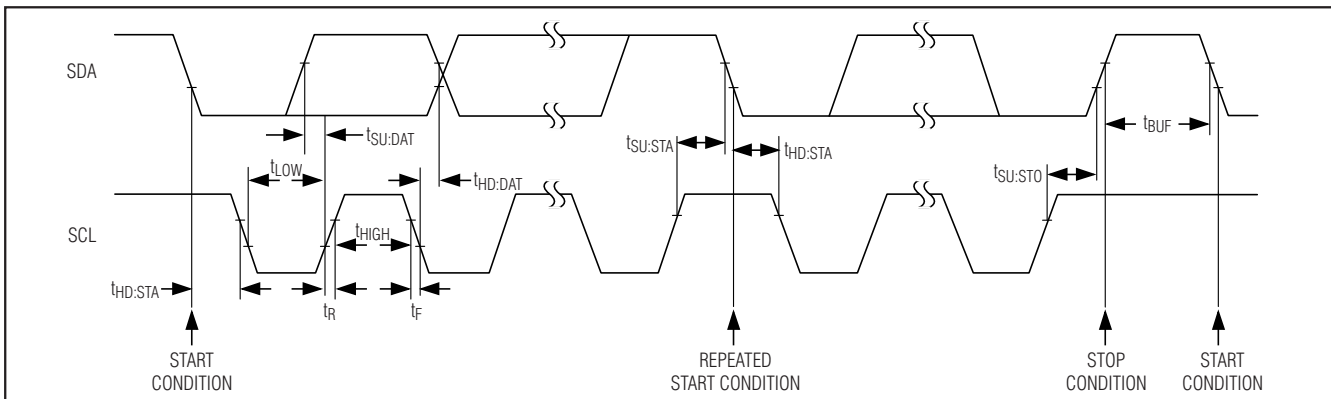 SDA
tSU:DAT
tLOW
tHD:DAT
tSU:STA
tHD:STA
tBUF
tSU:STO
SCL
tHIGH
tHD:STA
tR
tF
START
CONDITION
REPEATED
START CONDITION
STOP
CONDITION
START
CONDITION